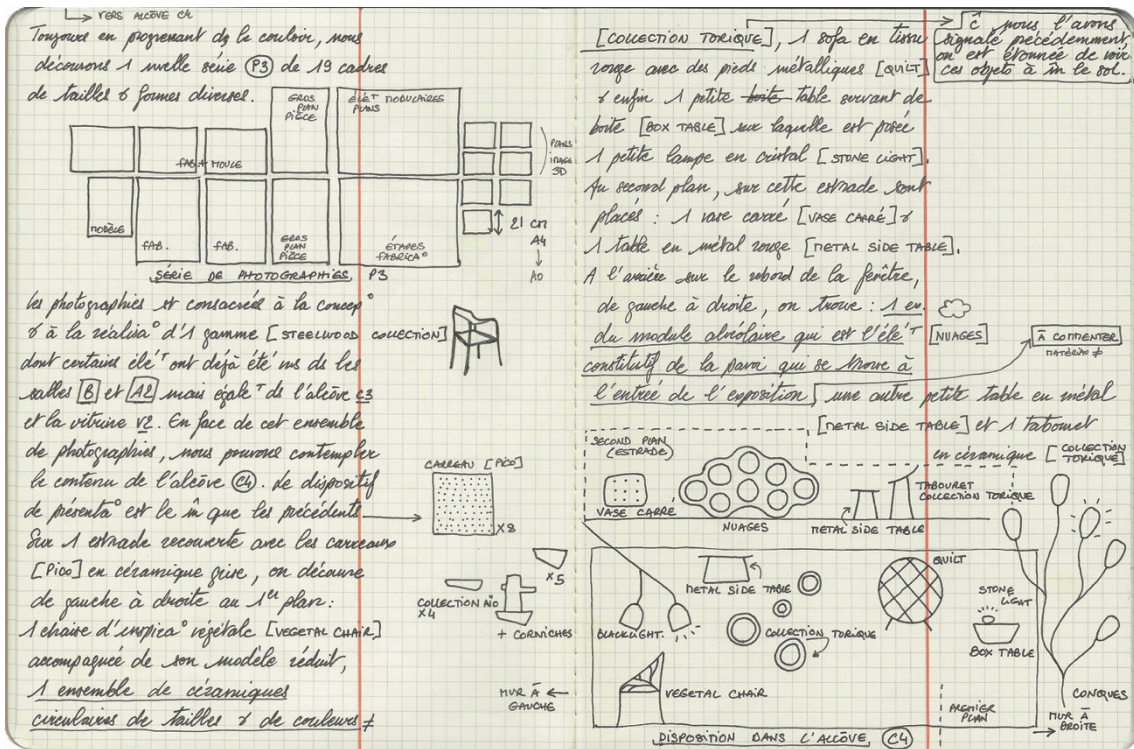 VERS ALCÔVE C4
Toujours en progressant ds le couloir, nous
découvrons 1 nvelle série P3 de 19 cadres
de tailles & formes diverses.
GROS
PLAN
PIÈCE
ÉLÉT MODULAIRES
PLANS
FAB. + MOULE
PLANS
IMAGE
3D
MODÈLE
FAB.
FAB.
GROS
PLAN
PIÈCE
ÉTAPES
FABRICA°
21 cm
A4
A0
SÉRIE DE PHOTOGRAPHIES P3
Les photographies st consacrées à la concep°
& à la réalisa° d'1 gamme [STEELWOOD COLLECTION]
dont certains éléT ont déjà été vus ds les
salles B et A2 mais égaleT ds l'alcôve C3
et la vitrine V2. En face de cet ensemble
de photographies, nous pouvons contempler
le contenu de l'alcôve C4. Le dispositif
de présenta° est le m̂ que les précédents
Sur 1 estrade recouverte avec les carreaux
[PICO] en céramique grise, on découvre
de gauche à droite au 1er plan:
1 chaise d'inspira° végétale [VEGETAL CHAIR]
accompagnée de son modèle réduit,
1 ensemble de céramiques
circulaires de tailles & de couleurs ≠
CARREAU [PICO]
X8
X5
COLLECTION AÏO
X4
+ CORNICHES
MUR À
GAUCHE
[COLLECTION TORIQUE], 1 sofa en tissu
rouge avec des pieds métalliques [QUILT]
& enfin 1 petite boite table servant de
boite [BOX TABLE] sur laquelle est posée
1 petite lampe en cristal [STONE LIGHT].
Au second plan, sur cette estrade sont
placés : 1 vase carré [VASE CARRÉ] &
1 table en métal rouge [METAL SIDE TABLE].
A l'arrière sur le rebord de la fenêtre,
de gauche à droite, on trouve : 1 ex.
du module alvéolaire qui est l'éléT [NUAGES]
constitutif de la paroi qui se trouve à
l'entrée de l'exposition, une autre petite table en métal
[METAL SIDE TABLE] et 1 tabouret
en céramique [COLLECTION
TORIQUE]
ĉ nous l'avons
signalé précédemment
on est étonnée de voir
ces objets à m̂ le sol.
À COMMENTER
MATÉRIAU ≠
SECOND PLAN
(ESTRADE)
VASE CARRÉ
NUAGES
METAL SIDE TABLE
TABOURET
COLLECTION TORIQUE
METAL SIDE TABLE
QUILT
STONE
LIGHT
BLACKLIGHT
COLLECTION TORIQUE
BOX TABLE
VEGETAL CHAIR
CONQUES
PREMIER
PLAN
MUR À
DROITE
DISPOSITION DANS L'ALCÔVE C4